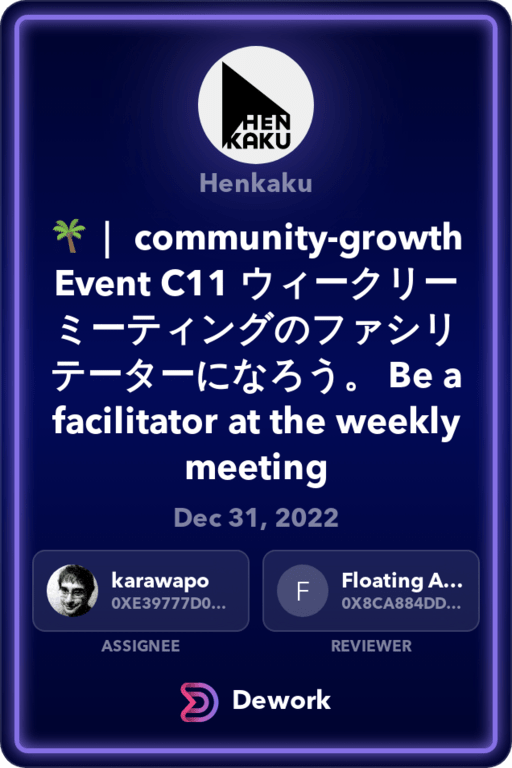 HEN
KAKU
Henkaku
🌴｜ community-growth
Event C11 ウィークリー
ミーティングのファシリ
テーターになろう。 Be a
facilitator at the weekly
meeting
Dec 31, 2022
karawapo
0XE39777D0...
ASSIGNEE
F
Floating A...
0X8CA884DD...
REVIEWER
Dework